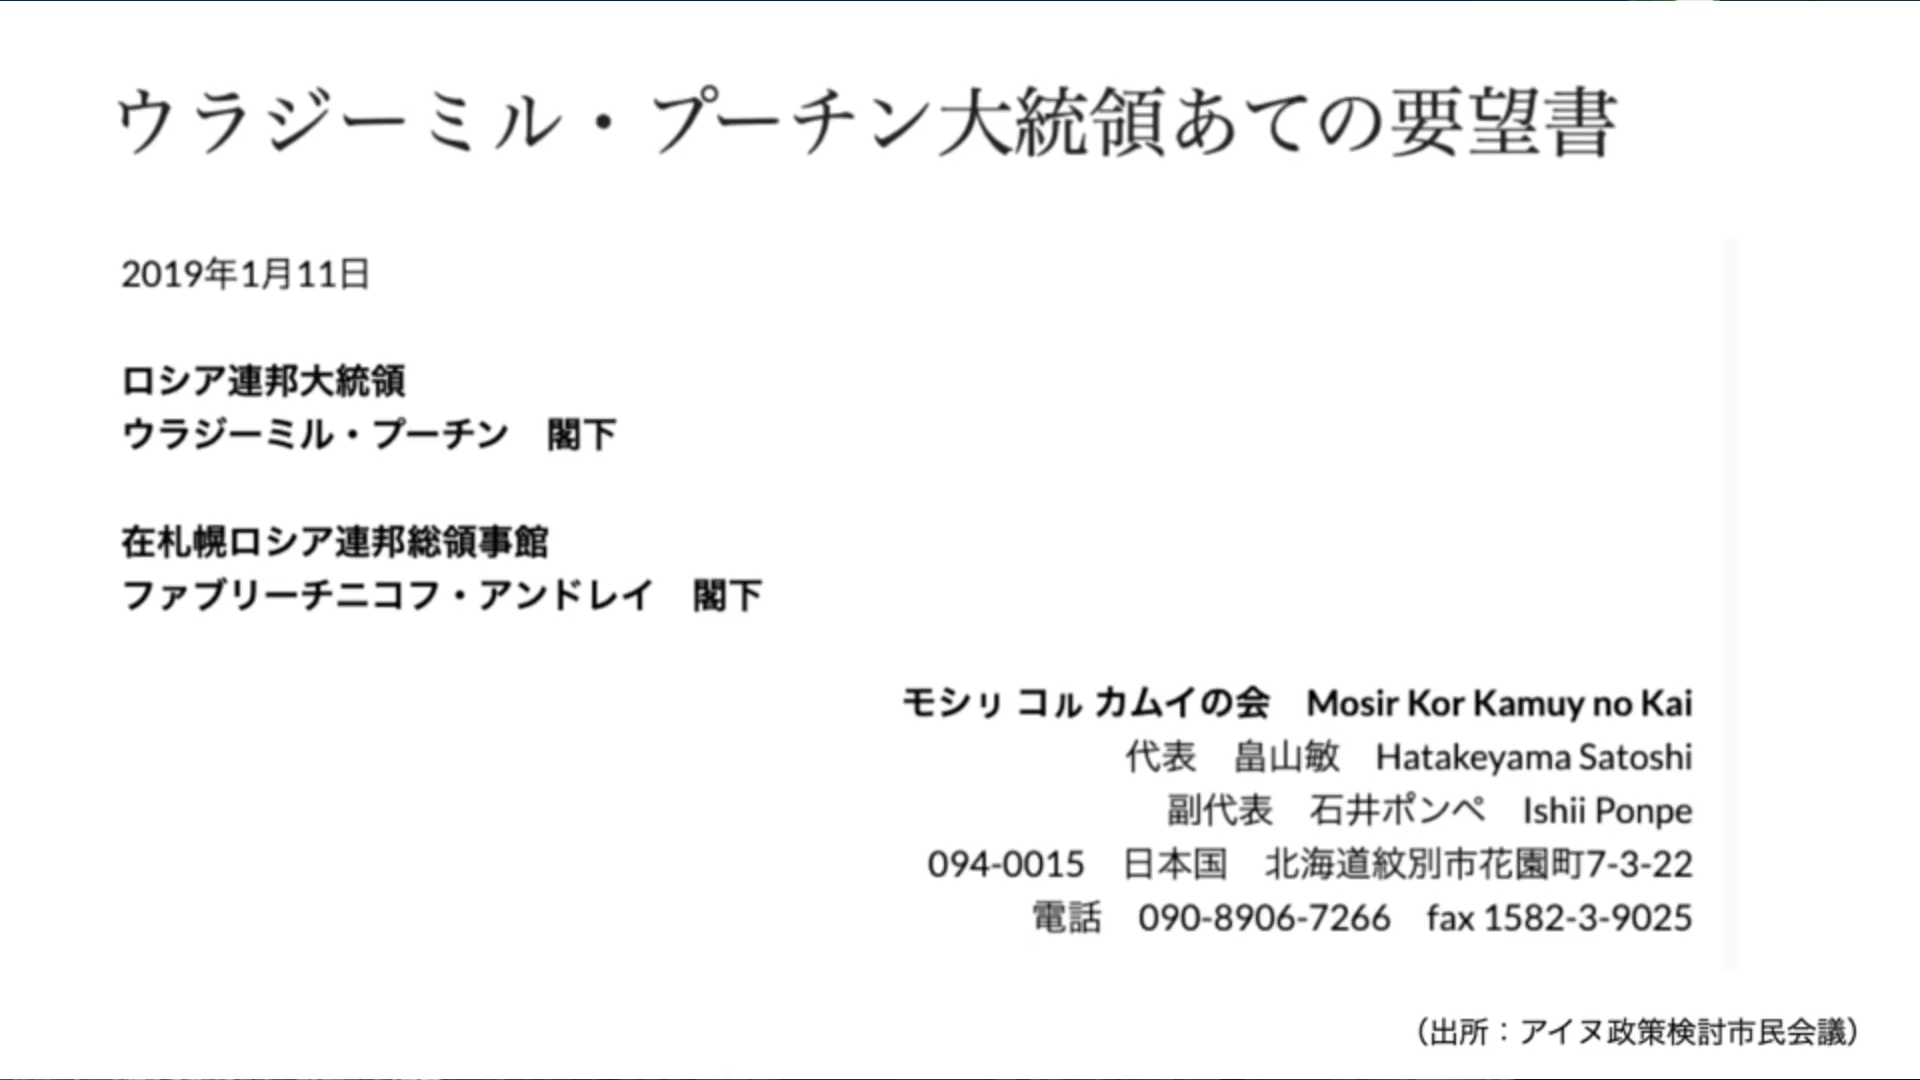 ウラジーミル・プーチン大統領あての要望書
2019年1月11日
ロシア連邦大統領
ウラジーミル・プーチン　閣下
在札幌ロシア連邦総領事館
ファブリーチニコフ・アンドレイ　閣下
モシㇼ コㇽ カムイの会　Mosir Kor Kamuy no Kai
代表　畠山敏　Hatakeyama Satoshi
副代表　石井ポンペ　Ishii Ponpe
094-0015　日本国　北海道紋別市花園町7-3-22
電話　090-8906-7266　fax 1582-3-9025
（出所：アイヌ政策検討市民会議）